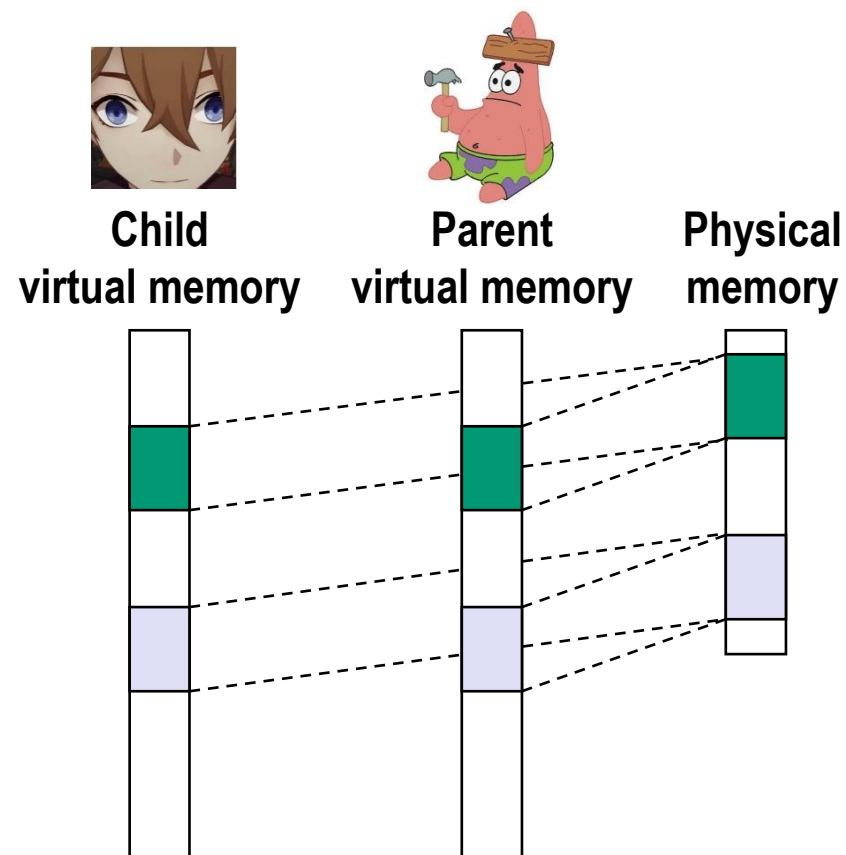 Child
virtual memory
Parent
virtual memory
Physical
memory